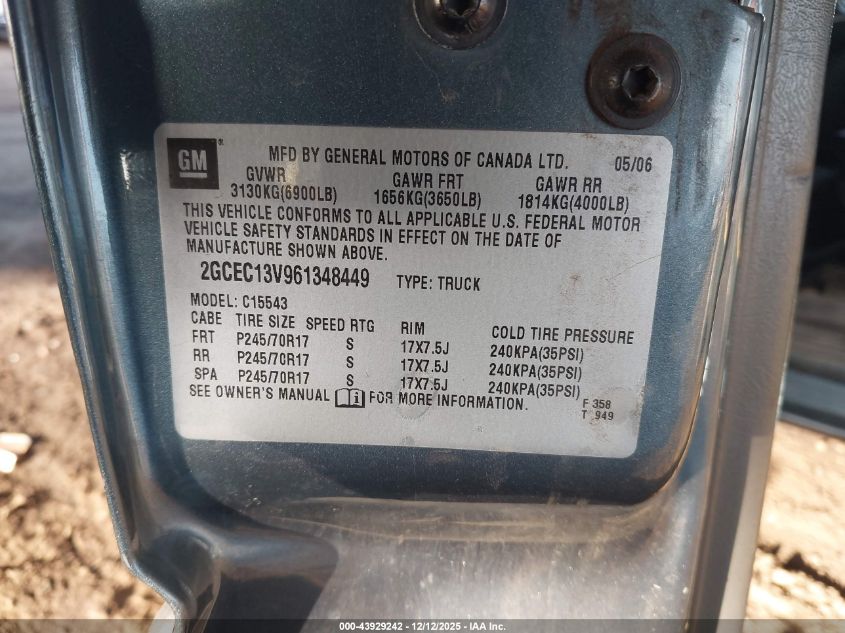 GM
MFD BY GENERAL MOTORS OF CANADA LTD. 05/06
GVWR GAWR FRT GAWR RR
3130KG(6900LB) 1656KG(3650LB) 1814KG(4000LB)
THIS VEHICLE CONFORMS TO ALL APPLICABLE U.S. FEDERAL MOTOR
VEHICLE SAFETY STANDARDS IN EFFECT ON THE DATE OF
MANUFACTURE SHOWN ABOVE.
2GCEC13V961348449 TYPE: TRUCK
MODEL: C15543
CABE TIRE SIZE SPEED RTG RIM COLD TIRE PRESSURE
FRT P245/70R17 S 17X7.5J 240KPA(35PSI)
RR P245/70R17 S 17X7.5J 240KPA(35PSI)
SPA P245/70R17 S 17X7.5J 240KPA(35PSI)
SEE OWNER'S MANUAL FOR MORE INFORMATION.
F 358
T 949
000-43929242 - 12/12/2025 - IAA Inc.